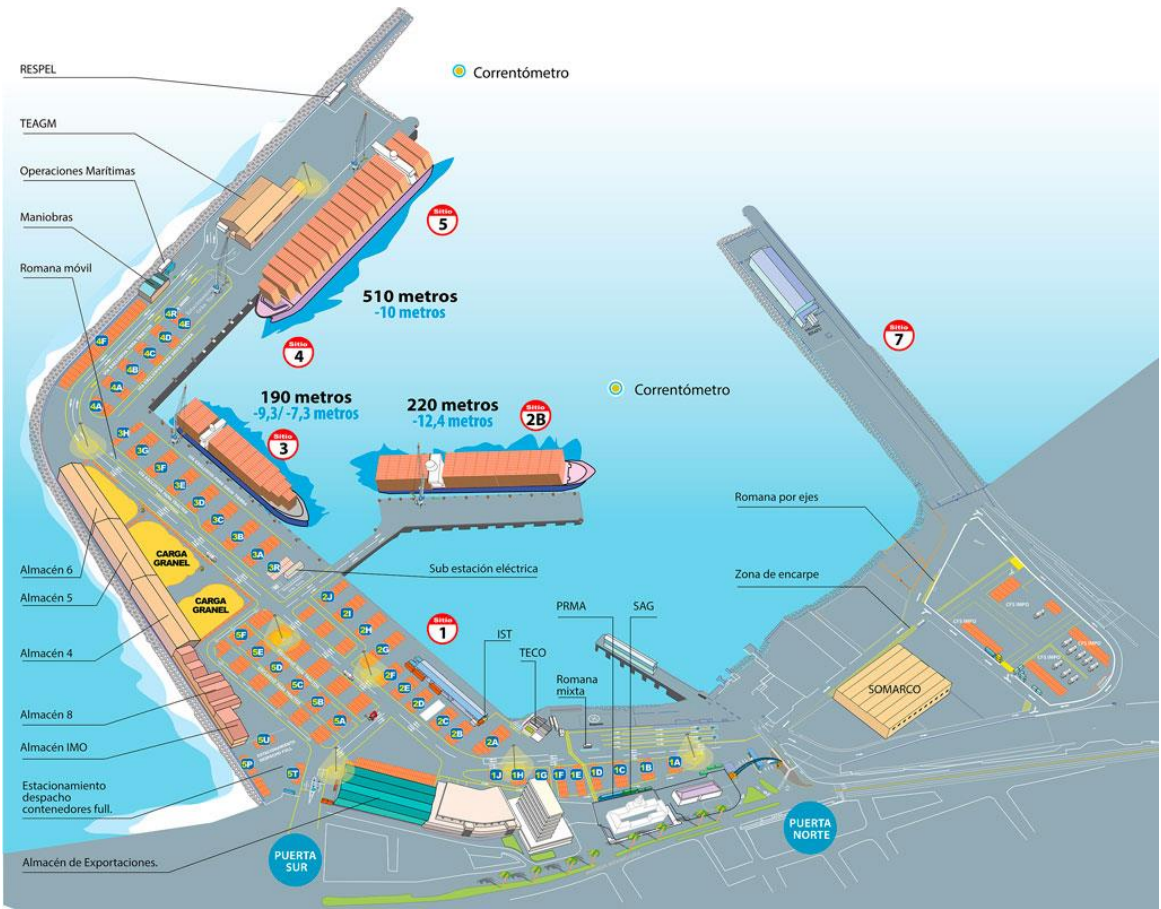 RESPEL
Correntómetro
TEAGM
Operaciones Marítimas
Maniobras
Romana móvil
Sitio
5
510 metros
-10 metros
Sitio
4
Sitio
7
4R
4E
4D
4C
4B
4A
4A
4F
Correntómetro
190 metros
-9,3/ -7,3 metros
Sitio
3
220 metros
-12,4 metros
Sitio
2B
3H
3G
3F
3E
3D
3C
3B
3A
3R
Romana por ejes
CARGA
GRANEL
CARGA
GRANEL
Almacén 6
Almacén 5
Almacén 4
Sub estación eléctrica
Zona de encarpe
2J
2I
2H
2G
2F
2E
2D
2C
2B
2A
Sitio
1
IST
TECO
PRMA
SAG
Romana
mixta
5F
5E
5D
5C
5B
5A
5U
5P
5T
CFS IMPO
CFS IMPO
CFS IMPO
SOMARCO
Almacén 8
Almacén IMO
Estacionamiento
despacho
contenedores full.
1J
1H
1G
1F
1E
1D
1C
1B
1A
Almacén de Exportaciones.
PUERTA
SUR
PUERTA
NORTE